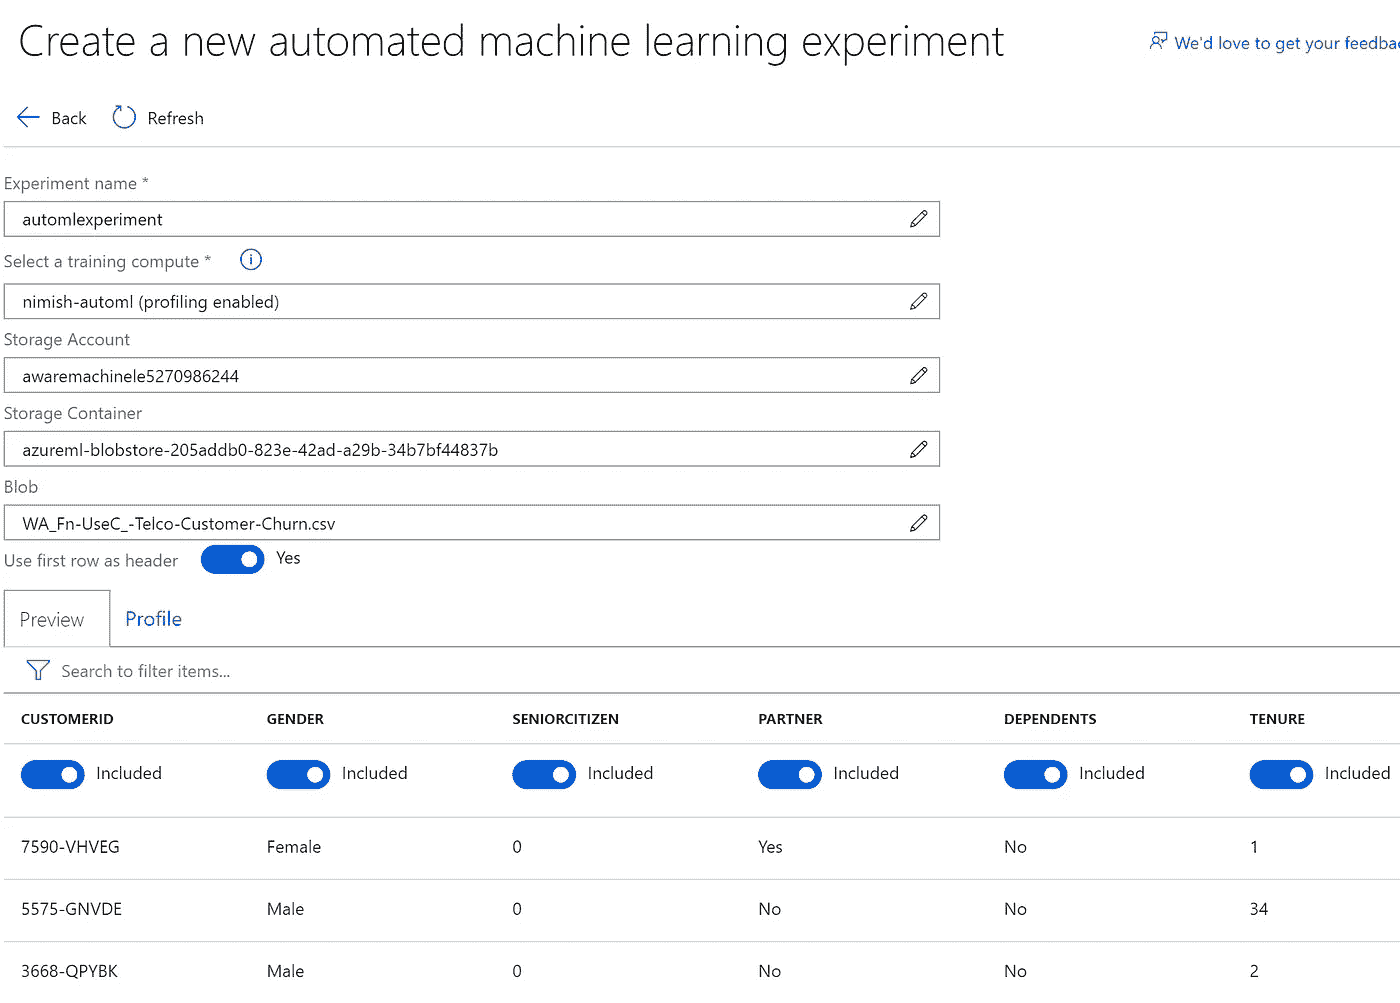 Create a new automated machine learning experiment
We'd love to get your feedba
Back Refresh
Experiment name *
automlexperiment
Select a training compute *
nimish-automl (profiling enabled)
Storage Account
awaremachinele5270986244
Storage Container
azureml-blobstore-205addb0-823e-42ad-a29b-34b7bf44837b
Blob
WA_Fn-UseC_-Telco-Customer-Churn.csv
Use first row as header Yes
Preview Profile
Search to filter items...
CUSTOMERID GENDER SENIORCITIZEN PARTNER DEPENDENTS TENURE
Included Included Included Included Included Included
7590-VHVEG Female 0 Yes No 1
5575-GNVDE Male 0 No No 34
3668-QPYBK Male 0 No No 2